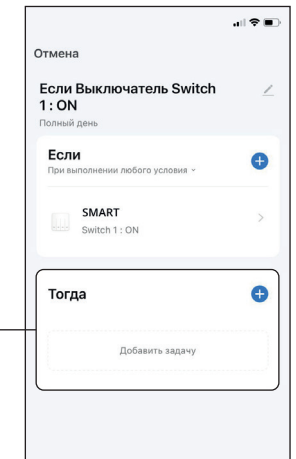 Отмена
Если Выключатель Switch
1 : ON
Полный день
Если
При выполнении любого условия
SMART
Switch 1 : ON
Тогда
Добавить задачу